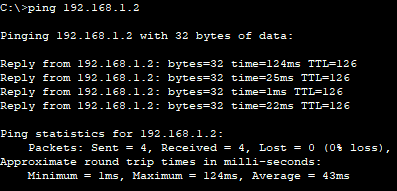 C:\>ping 192.168.1.2
Pinging 192.168.1.2 with 32 bytes of data:
Reply from 192.168.1.2: bytes=32 time=124ms TTL=126
Reply from 192.168.1.2: bytes=32 time=25ms TTL=126
Reply from 192.168.1.2: bytes=32 time=1ms TTL=126
Reply from 192.168.1.2: bytes=32 time=22ms TTL=126
Ping statistics for 192.168.1.2:
    Packets: Sent = 4, Received = 4, Lost = 0 (0% loss),
Approximate round trip times in milli-seconds:
    Minimum = 1ms, Maximum = 124ms, Average = 43ms